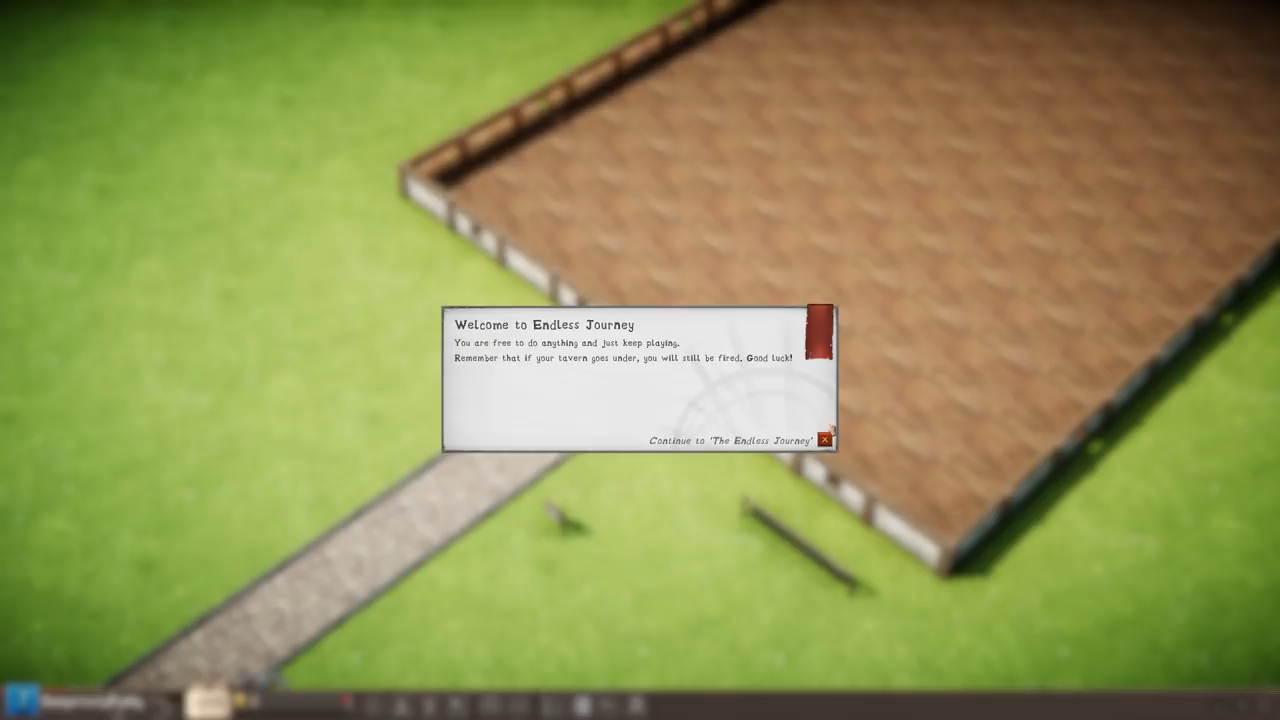 Welcome to Endless Journey
You are free to do anything and just keep playing.
Remember that if your tavern goes under, you will still be fired. Good luck!
Continue to 'The Endless Journey'